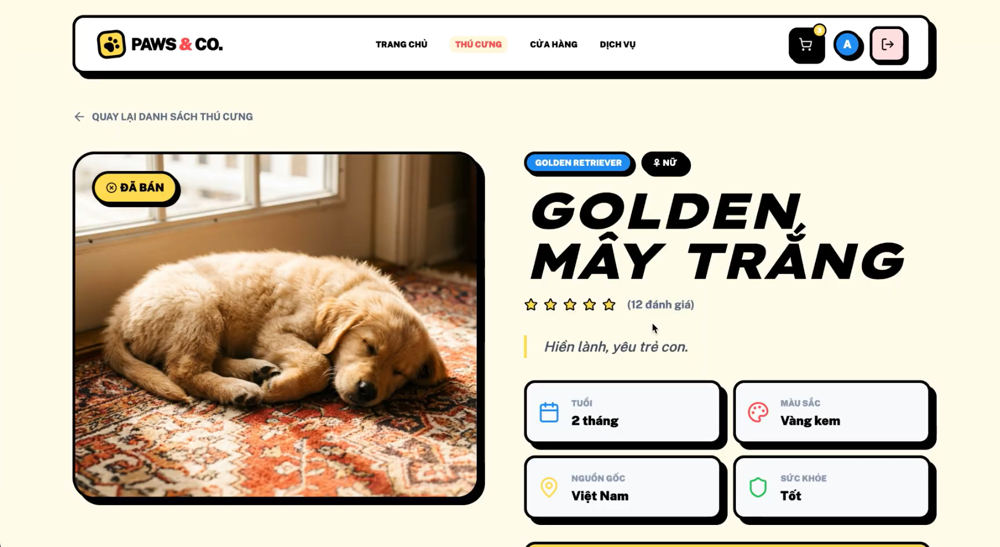 PAWS & CO.
TRANG CHỦ
THÚ CƯNG
CỬA HÀNG
DỊCH VỤ
3
A
QUAY LẠI DANH SÁCH THÚ CƯNG
ĐÃ BÁN
GOLDEN RETRIEVER
NỮ
GOLDEN
MÂY TRẮNG
(12 đánh giá)
Hiền lành, yêu trẻ con.
TUỔI
2 tháng
MÀU SẮC
Vàng kem
NGUỒN GỐC
Việt Nam
SỨC KHỎE
Tốt